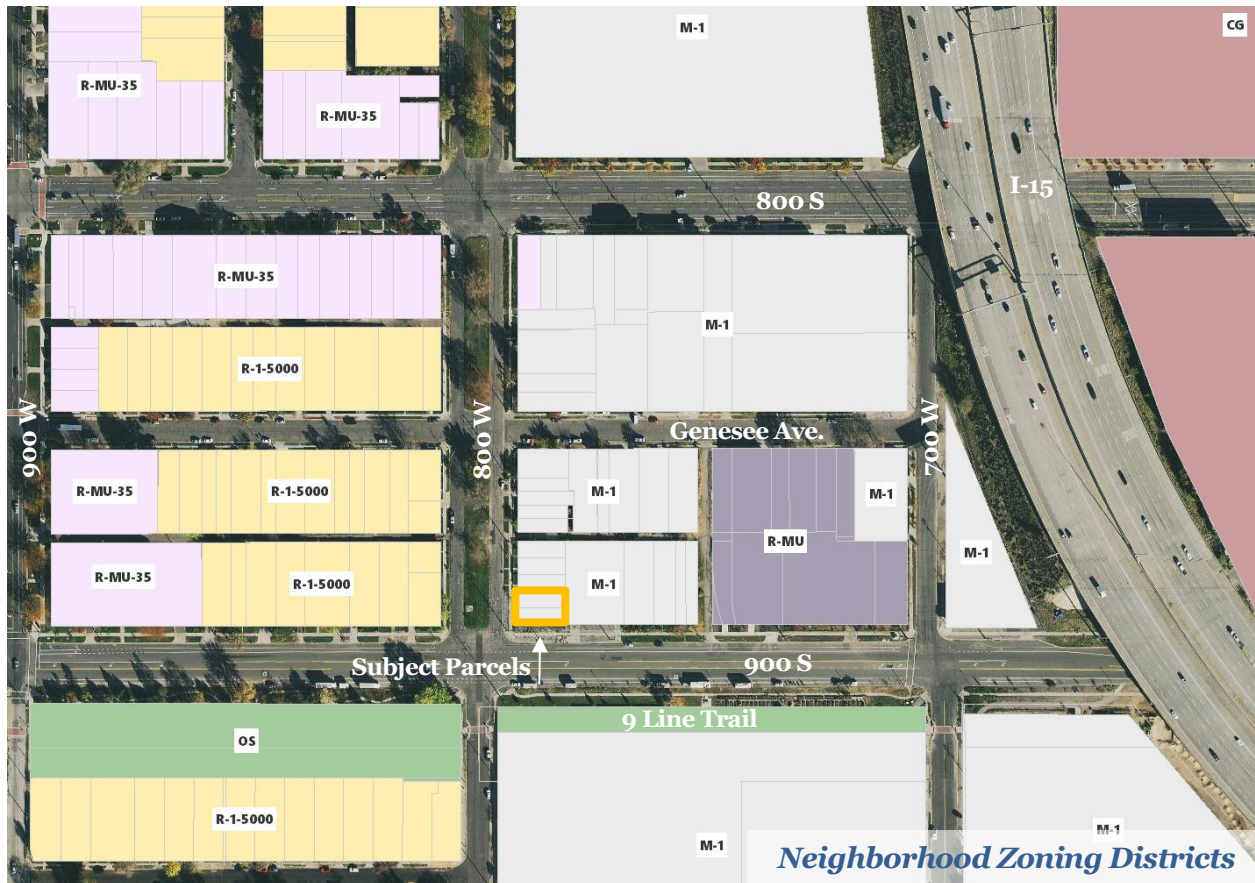 M-1
CG
R-MU-35
R-MU-35
I-15
800 S
R-MU-35
M-1
R-1-5000
900 W
800 W
Genesee Ave.
700 W
R-MU-35
R-1-5000
M-1
M-1
R-MU
M-1
R-MU-35
R-1-5000
M-1
Subject Parcels
900 S
9 Line Trail
OS
R-1-5000
M-1
M-1
Neighborhood Zoning Districts